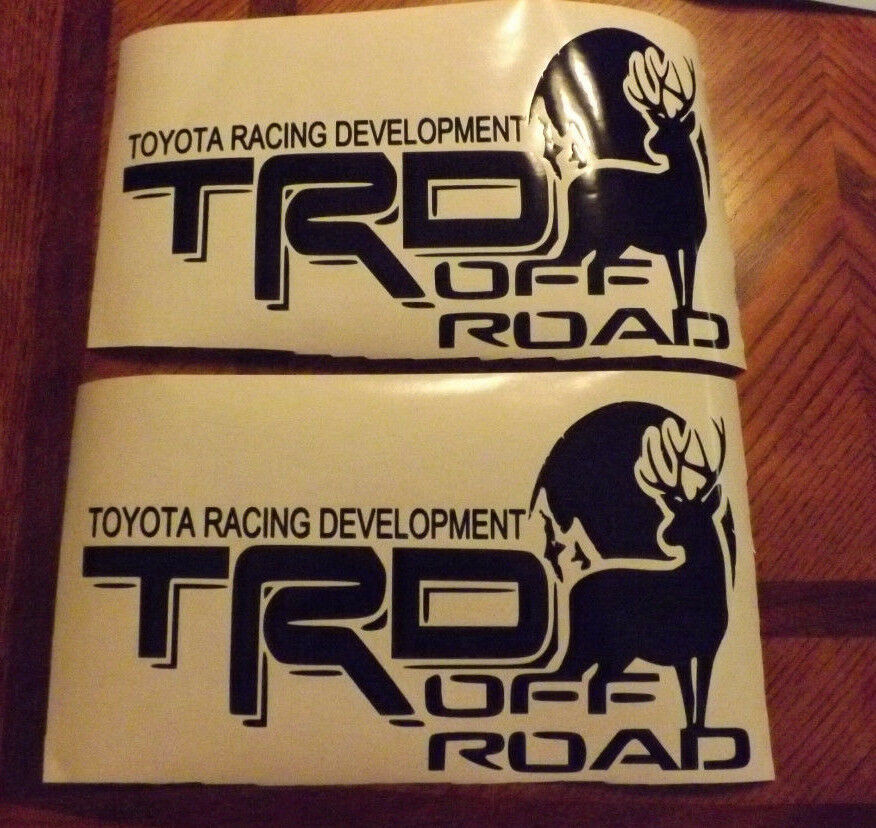 TOYOTA RACING DEVELOPMENT
TRD
OFF
ROAD
TOYOTA RACING DEVELOPMENT
TRD
OFF
ROAD